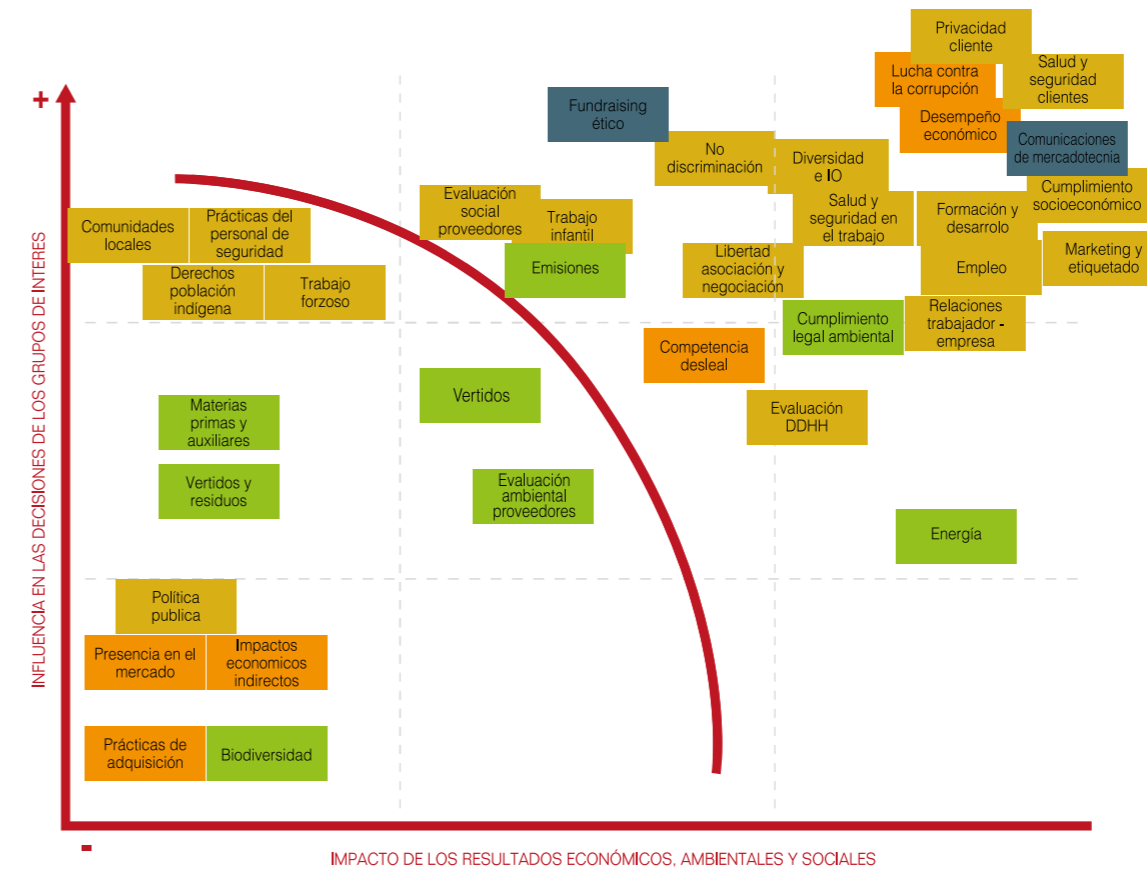 Privacidad
cliente
Lucha contra
la corrupción
Salud y
seguridad
clientes
+
Fundraising
ético
Desempeño
económico
Comunicaciones
de mercadotecnia
No
discriminación
Diversidad
e IO
Cumplimiento
socioeconómico
Evaluación
social
proveedores
Trabajo
infantil
Salud y
seguridad en
el trabajo
Formación y
desarrolo
Comunidades
locales
Prácticas del
personal de
seguridad
Emisiones
Libertad
asociación y
negociación
Empleo
Marketing y
etiquetado
Derechos
población
indígena
Trabajo
forzoso
Cumplimiento
legal ambiental
Relaciones
trabajador -
empresa
Competencia
desleal
Vertidos
Evaluación
DDHH
Materias
primas y
auxiliares
Vertidos y
residuos
Evaluación
ambiental
proveedores
Energía
Política
publica
Presencia en el
mercado
Impactos
economicos
indirectos
Prácticas de
adquisición
Biodiversidad
INFLUENCIA EN LAS DECISIONES DE LOS GRUPOS DE INTERES
-
IMPACTO DE LOS RESULTADOS ECONÓMICOS, AMBIENTALES Y SOCIALES